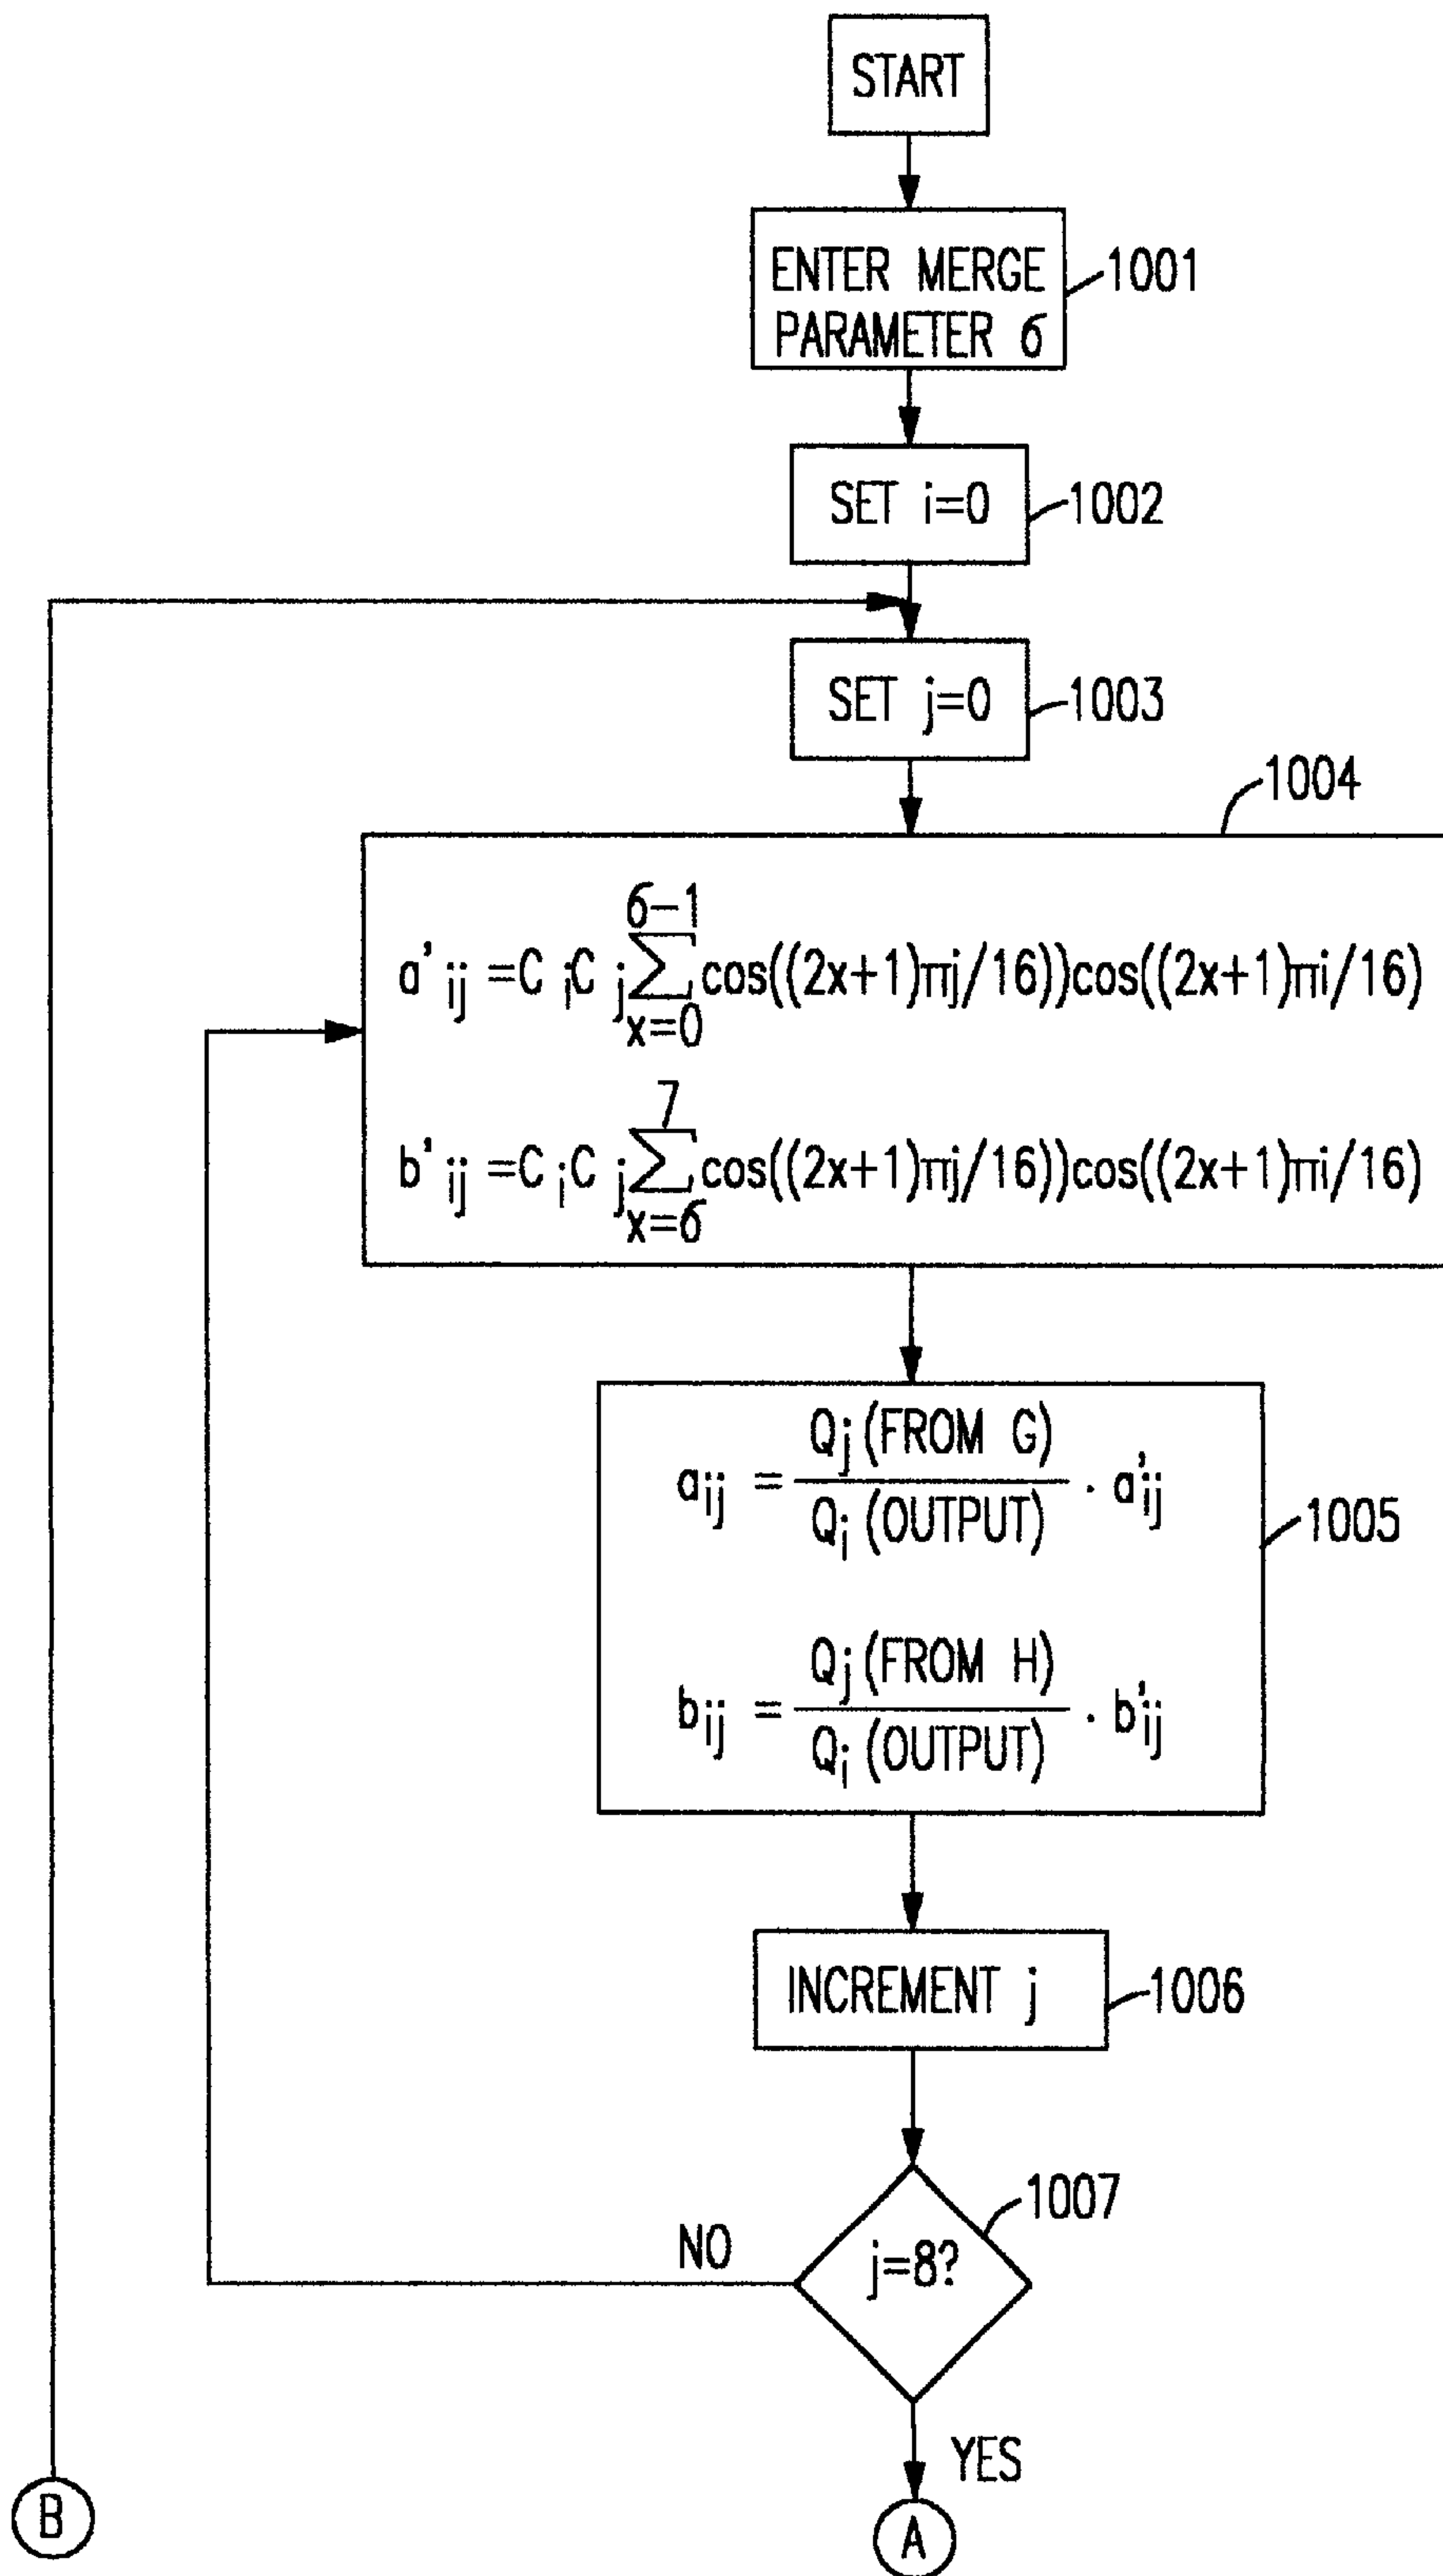 START
ENTER MERGE
PARAMETER б
1001
SET i=0
1002
SET j=0
1003
1004
a'ij =C iC j∑cos((2x+1)πj/16))cos((2x+1)πi/16)
б-1
x=0
b'ij =C iC j∑cos((2x+1)πj/16))cos((2x+1)πi/16)
7
x=б
aij = Qj (FROM G) / Qi (OUTPUT) · a'ij
1005
bij = Qj (FROM H) / Qi (OUTPUT) · b'ij
INCREMENT j
1006
1007
NO
j=8?
YES
B
A